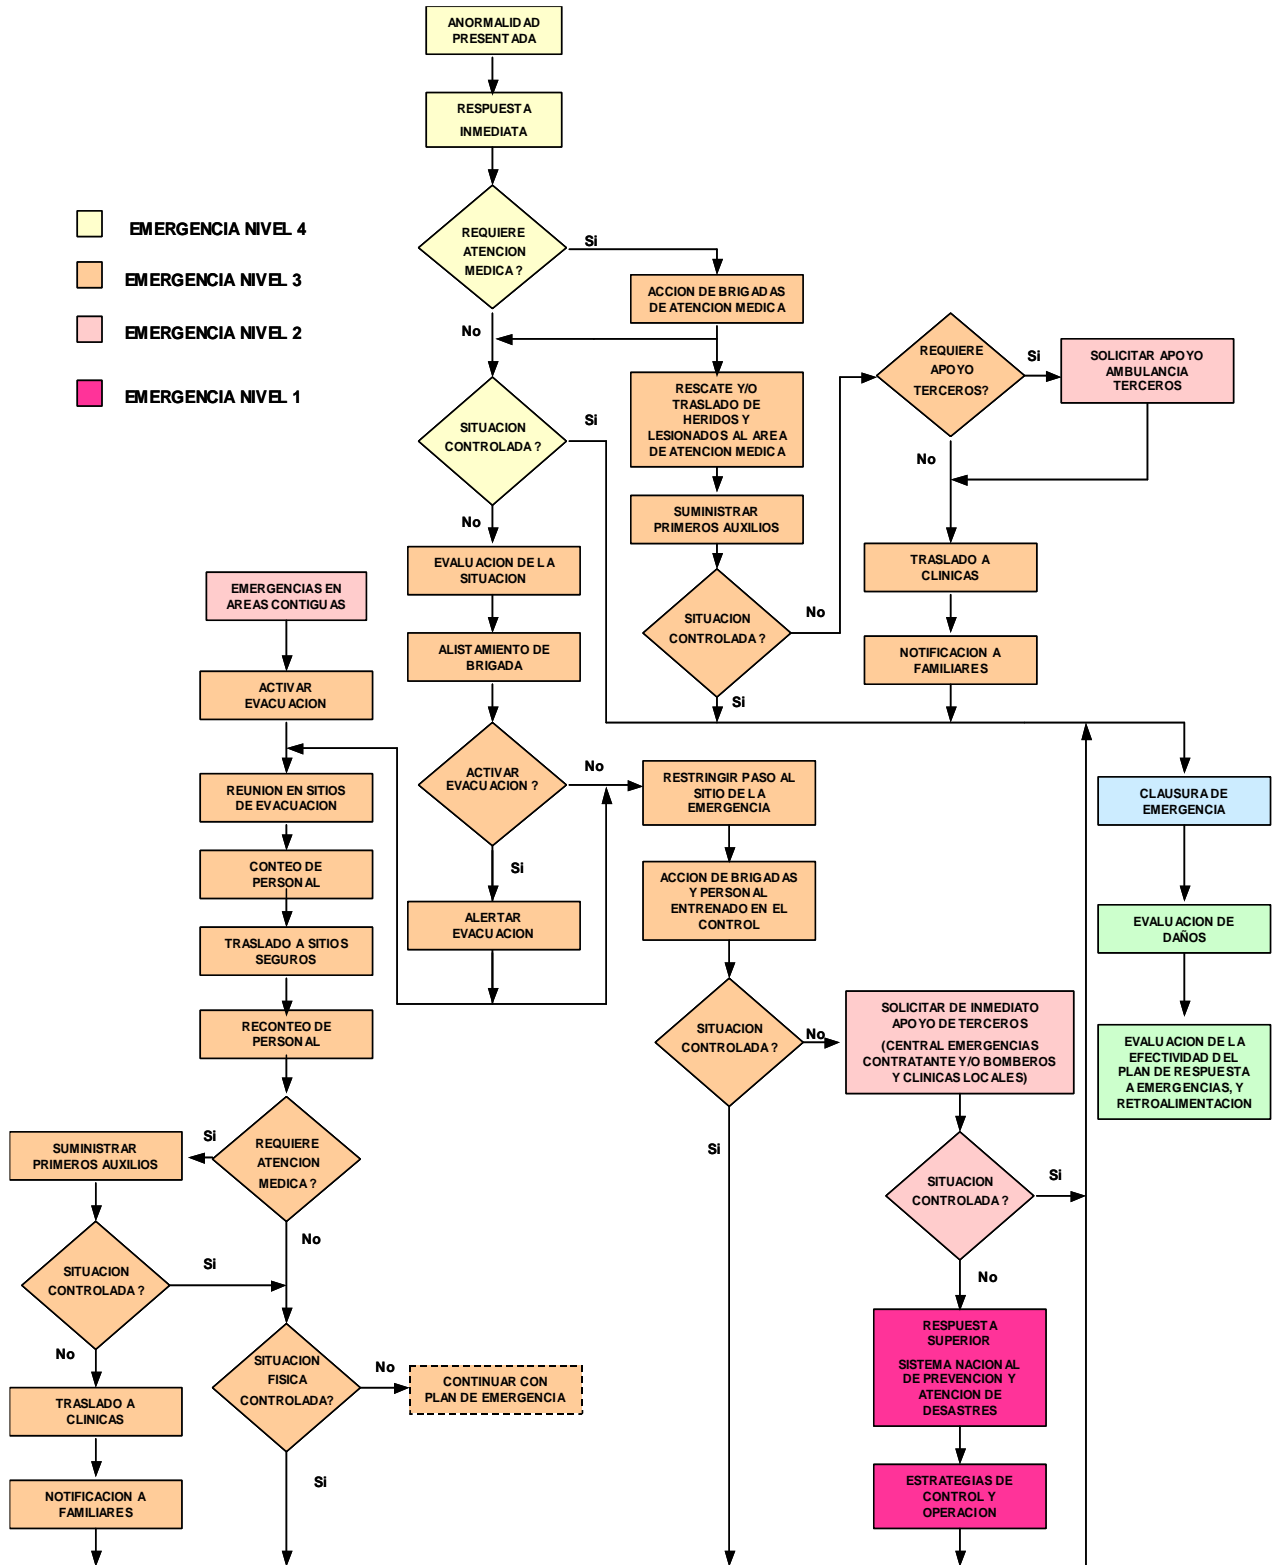 ANORMALIDAD
PRESENTADA
RESPUESTA
INMEDIATA
EMERGENCIA NIVEL 4
EMERGENCIA NIVEL 3
EMERGENCIA NIVEL 2
EMERGENCIA NIVEL 1
REQUIERE
ATENCION
MEDICA ?
Si
No
ACCION DE BRIGADAS
DE ATENCION MEDICA
RESCATE Y/O
TRASLADO DE
HERIDOS Y
LESIONADOS AL AREA
DE ATENCION MEDICA
REQUIERE
APOYO
TERCEROS?
Si
No
SOLICITAR APOYO
AMBULANCIA
TERCEROS
SITUACION
CONTROLADA ?
Si
No
SUMINISTRAR
PRIMEROS AUXILIOS
TRASLADO A
CLINICAS
EVALUACION DE LA
SITUACION
EMERGENCIAS EN
AREAS CONTIGUAS
SITUACION
CONTROLADA ?
No
Si
NOTIFICACION A
FAMILIARES
ALISTAMIENTO DE
BRIGADA
ACTIVAR
EVACUACION
ACTIVAR
EVACUACION ?
No
Si
RESTRINGIR PASO AL
SITIO DE LA
EMERGENCIA
CLAUSURA DE
EMERGENCIA
REUNION EN SITIOS
DE EVACUACION
CONTEO DE
PERSONAL
ACCION DE BRIGADAS
Y PERSONAL
ENTRENADO EN EL
CONTROL
ALERTAR
EVACUACION
EVALUACION DE
DAÑOS
TRASLADO A SITIOS
SEGUROS
RECONTEO DE
PERSONAL
SITUACION
CONTROLADA ?
No
Si
SOLICITAR DE INMEDIATO
APOYO DE TERCEROS
(CENTRAL EMERGENCIAS
CONTRATANTE Y/O BOMBEROS
Y CLINICAS LOCALES)
EVALUACION DE LA
EFECTIVIDAD DEL
PLAN DE RESPUESTA
A EMERGENCIAS, Y
RETROALIMENTACION
REQUIERE
ATENCION
MEDICA ?
Si
No
SUMINISTRAR
PRIMEROS AUXILIOS
SITUACION
CONTROLADA ?
Si
No
SITUACION
CONTROLADA ?
Si
No
SITUACION
FISICA
CONTROLADA?
No
Si
CONTINUAR CON
PLAN DE EMERGENCIA
RESPUESTA
SUPERIOR
SISTEMA NACIONAL
DE PREVENCION Y
ATENCION DE
DESASTRES
TRASLADO A
CLINICAS
NOTIFICACION A
FAMILIARES
ESTRATEGIAS DE
CONTROL Y
OPERACION